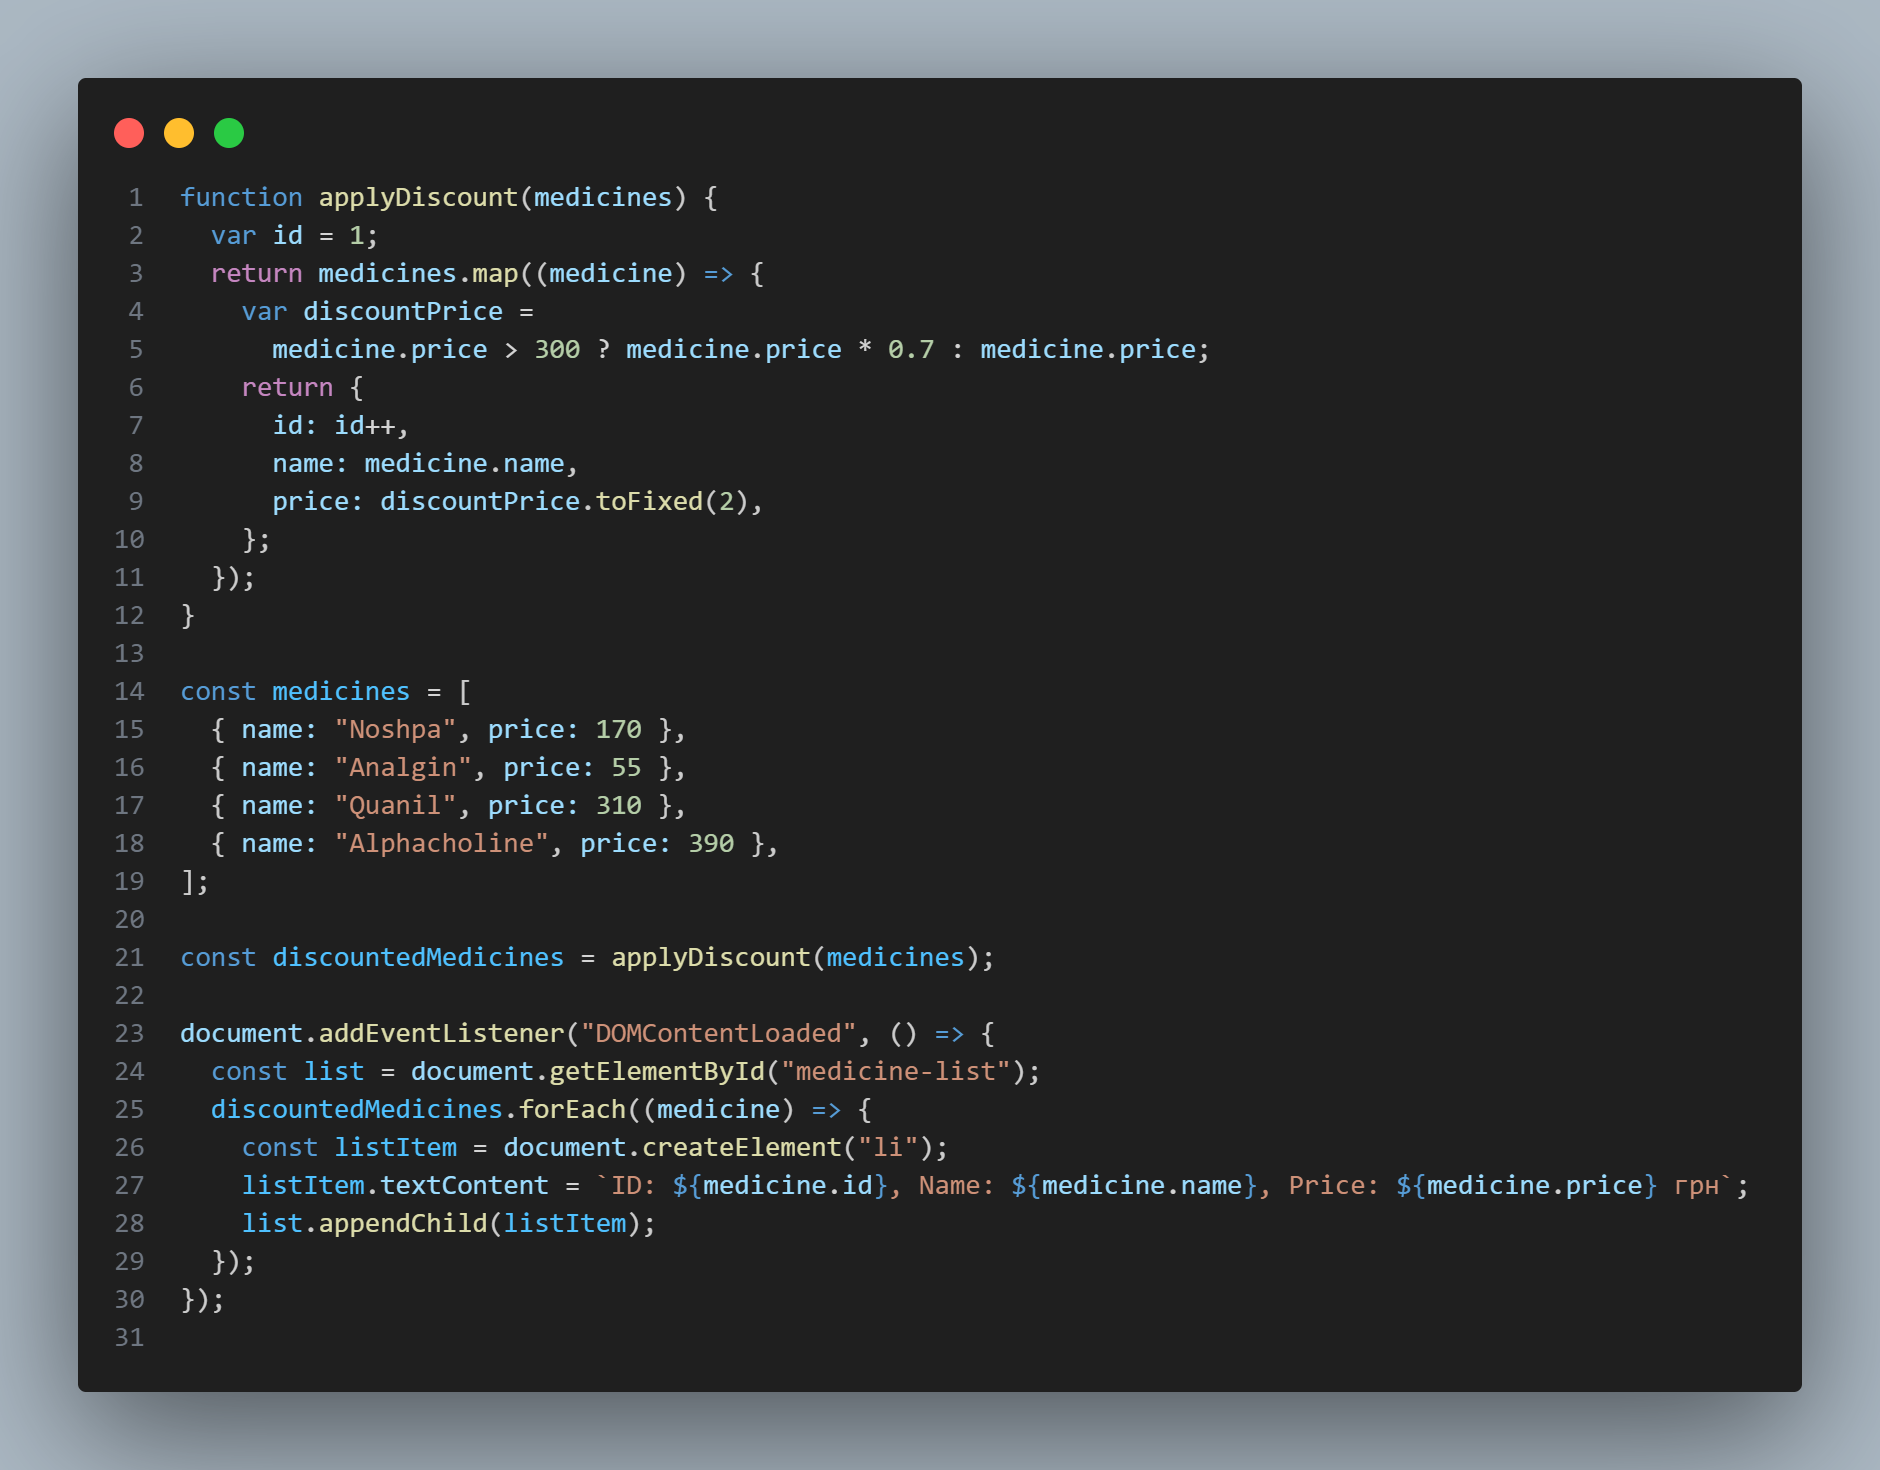 1 function applyDiscount(medicines) {
2   var id = 1;
3   return medicines.map((medicine) => {
4     var discountPrice =
5       medicine.price > 300 ? medicine.price * 0.7 : medicine.price;
6     return {
7       id: id++,
8       name: medicine.name,
9       price: discountPrice.toFixed(2),
10     };
11   });
12 }
13
14 const medicines = [
15   { name: "Noshpa", price: 170 },
16   { name: "Analgin", price: 55 },
17   { name: "Quanil", price: 310 },
18   { name: "Alphacholine", price: 390 },
19 ];
20
21 const discountedMedicines = applyDiscount(medicines);
22
23 document.addEventListener("DOMContentLoaded", () => {
24   const list = document.getElementById("medicine-list");
25   discountedMedicines.forEach((medicine) => {
26     const listItem = document.createElement("li");
27     listItem.textContent = `ID: ${medicine.id}, Name: ${medicine.name}, Price: ${medicine.price} грн`;
28     list.appendChild(listItem);
29   });
30 });
31